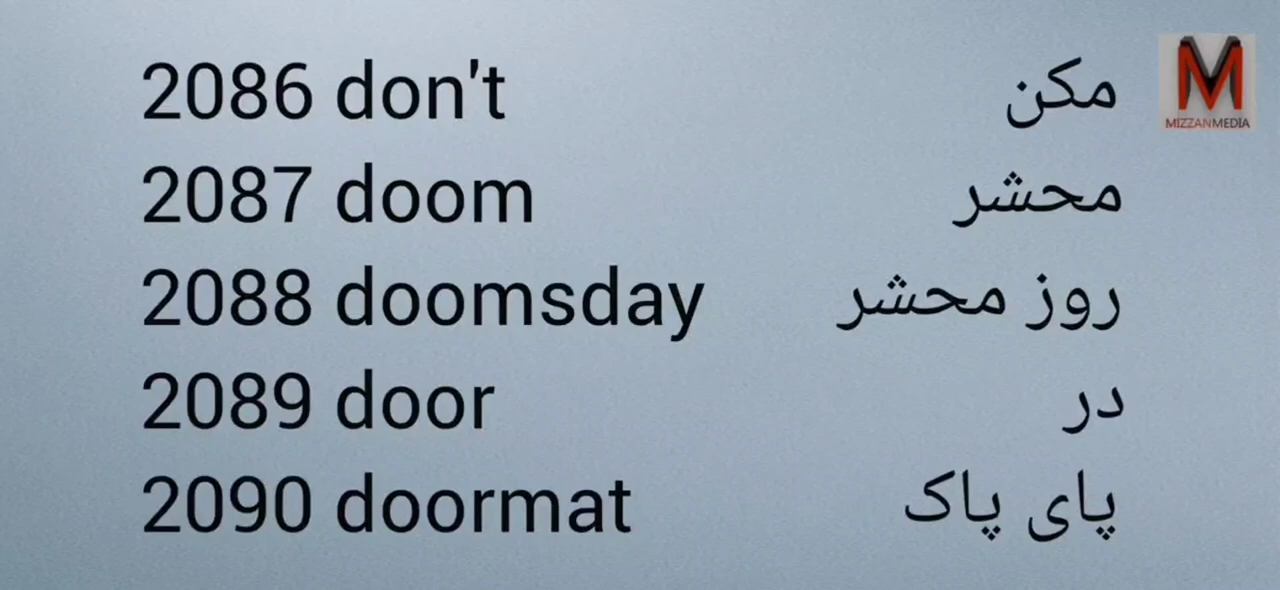 2086 don't مکن
2087 doom محشر
2088 doomsday روز محشر
2089 door در
2090 doormat پای پاک
MIZZANMEDIA